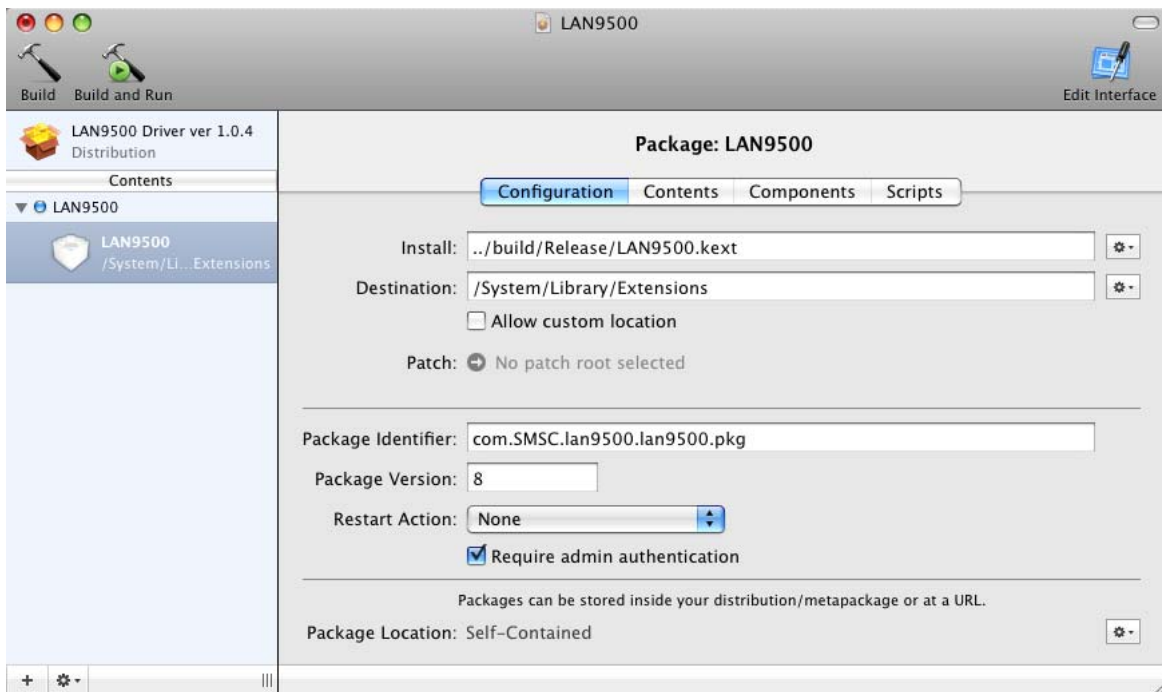 LAN9500
Build
Build and Run
Edit Interface
LAN9500 Driver ver 1.0.4
Distribution
Contents
LAN9500
LAN9500
/System/Li...Extensions
Package: LAN9500
Configuration
Contents
Components
Scripts
Install: ../build/Release/LAN9500.kext
Destination: /System/Library/Extensions
Allow custom location
Patch: No patch root selected
Package Identifier: com.SMSC.lan9500.lan9500.pkg
Package Version: 8
Restart Action: None
Require admin authentication
Packages can be stored inside your distribution/metapackage or at a URL.
Package Location: Self-Contained